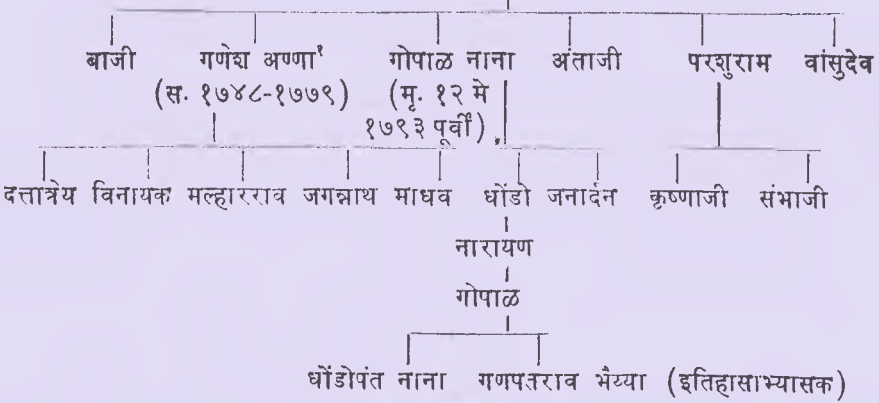 बाजी गणेश अण्णा¹ गोपाळ नाना अंताजी परशुराम वांसुदेव
(स. १७४८-१७७९) (मृ. १२ मे
१७९३ पूर्वी)
दत्तात्रेय विनायक मल्हारराव जगन्नाथ माधव धोंडो जनार्दन कृष्णाजी संभाजी
नारायण
गोपाळ
धोंडोपंत नाना गणपतराव भैय्या (इतिहासाभ्यासक)